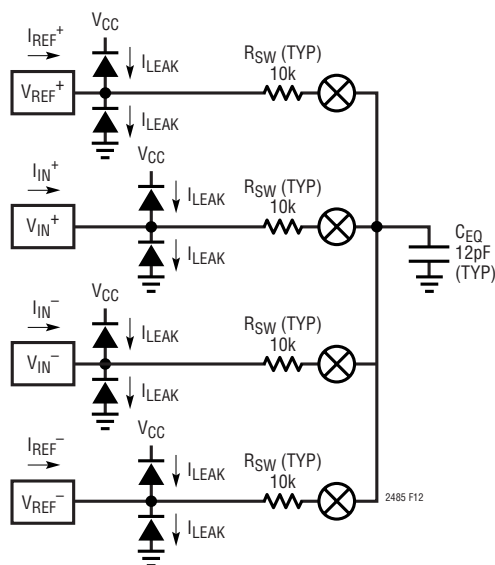 VCC
IREF+
ILEAK
RSW (TYP)
10k
VREF+
ILEAK
VCC
IIN+
ILEAK
RSW (TYP)
10k
VIN+
ILEAK
CEQ
12pF
(TYP)
VCC
IIN−
ILEAK
RSW (TYP)
10k
VIN−
ILEAK
VCC
IREF−
ILEAK
RSW (TYP)
10k
VREF−
ILEAK
2485 F12